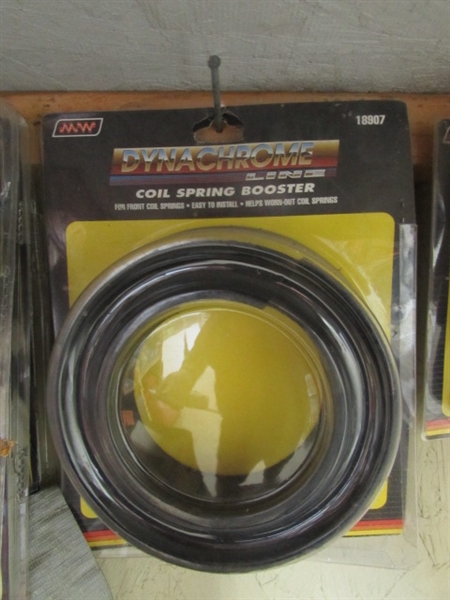 MW
18907
DYNACHROME
LINE
COIL SPRING BOOSTER
FOR FRONT COIL SPRINGS • EASY TO INSTALL • HELPS WORN-OUT COIL SPRINGS